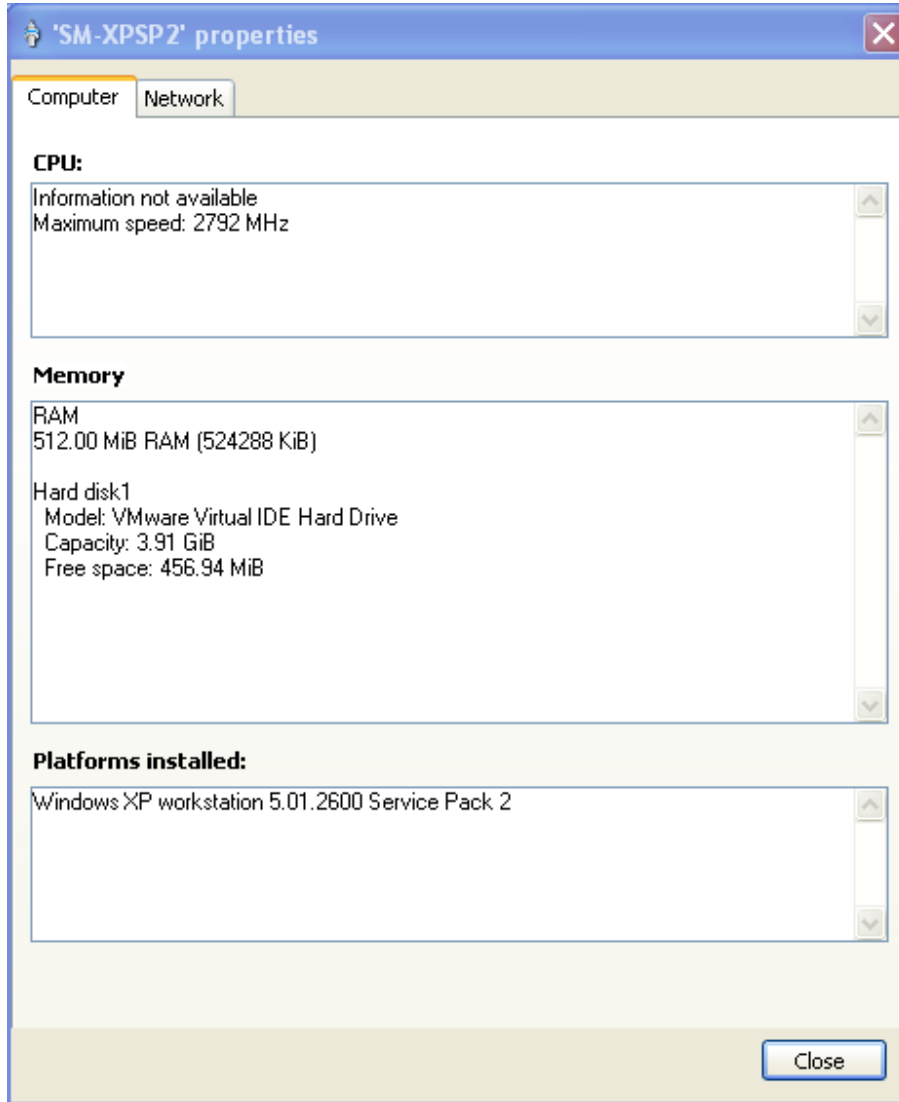 'SM-XPSP2' properties
Computer
Network
CPU:
Information not available
Maximum speed: 2792 MHz
Memory
RAM
512.00 MiB RAM (524288 KiB)
Hard disk1
Model: VMware Virtual IDE Hard Drive
Capacity: 3.91 GiB
Free space: 456.94 MiB
Platforms installed:
Windows XP workstation 5.01.2600 Service Pack 2
Close